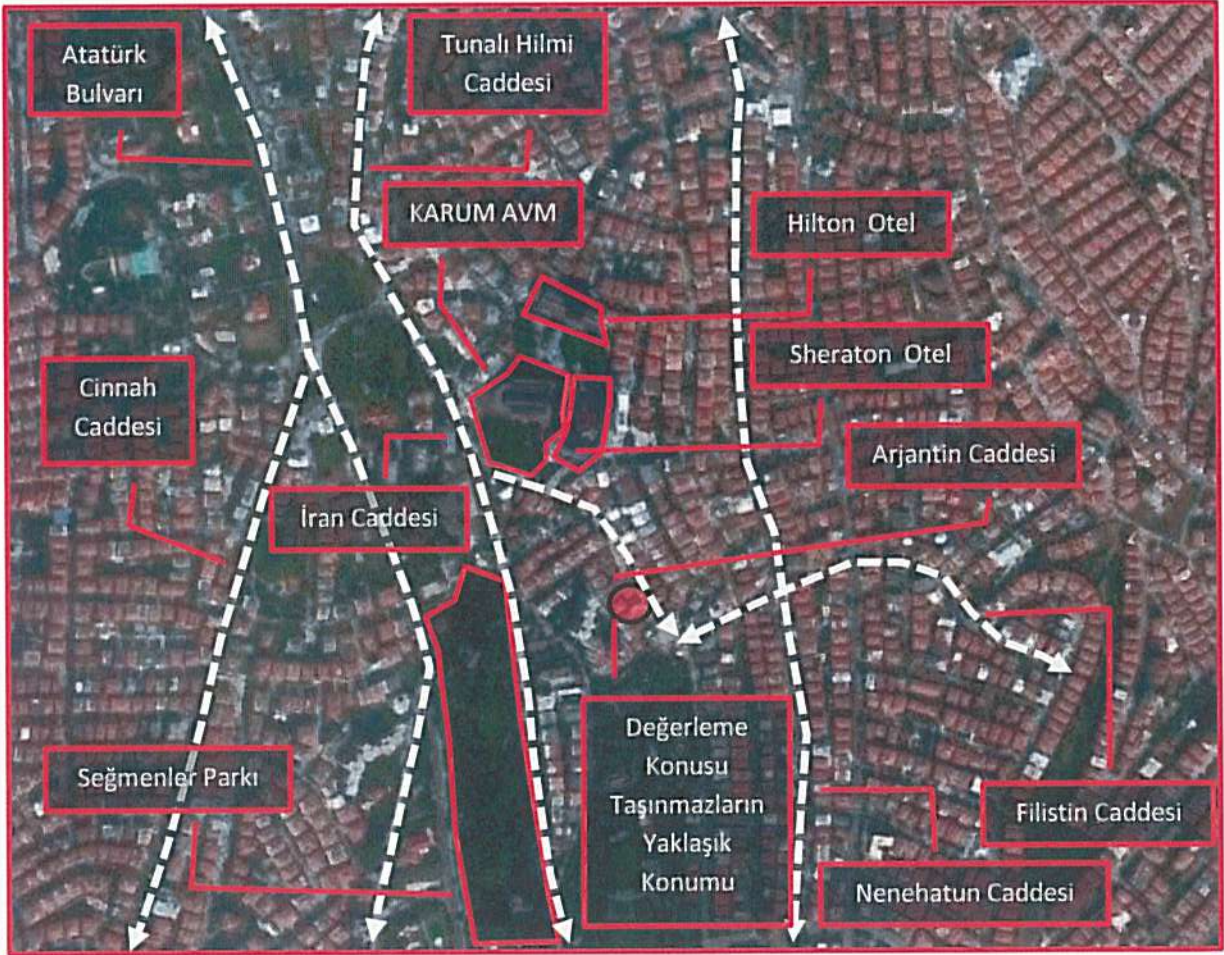 Atatürk
Bulvarı
Tunalı Hilmi
Caddesi
KARUM AVM
Hilton Otel
Sheraton Otel
Cinnah
Caddesi
Arjantin Caddesi
İran Caddesi
Değerleme
Konusu
Taşınmazların
Yaklaşık
Konumu
Seğmenler Parkı
Filistin Caddesi
Nenehatun Caddesi